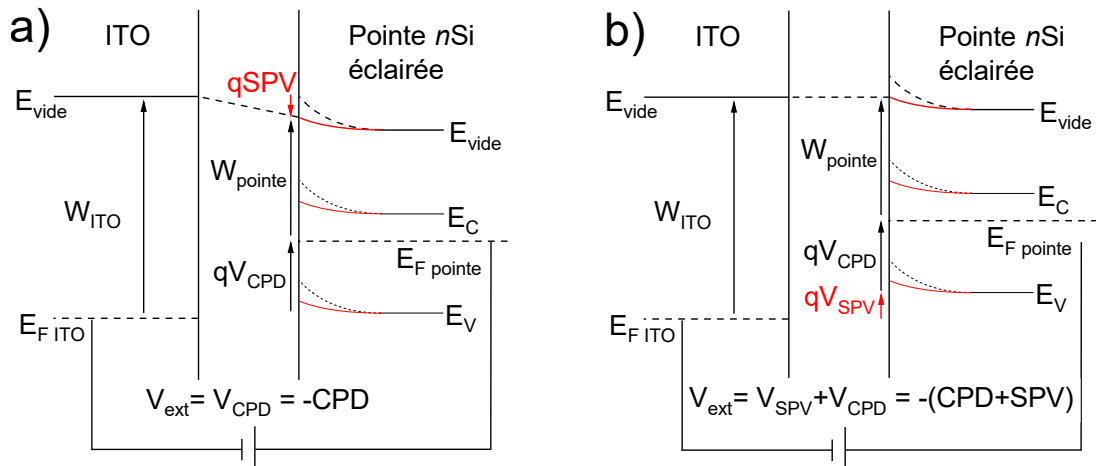 a)
ITO
Pointe nSi
éclairée
qSPV
E_vide
E_vide
W_pointe
W_ITO
E_C
E_F pointe
qV_CPD
E_V
E_F ITO
V_ext= V_CPD = -CPD
b)
ITO
Pointe nSi
éclairée
E_vide
E_vide
W_pointe
W_ITO
E_C
E_F pointe
qV_CPD
qV_SPV
E_V
E_F ITO
V_ext= V_SPV+V_CPD = -(CPD+SPV)